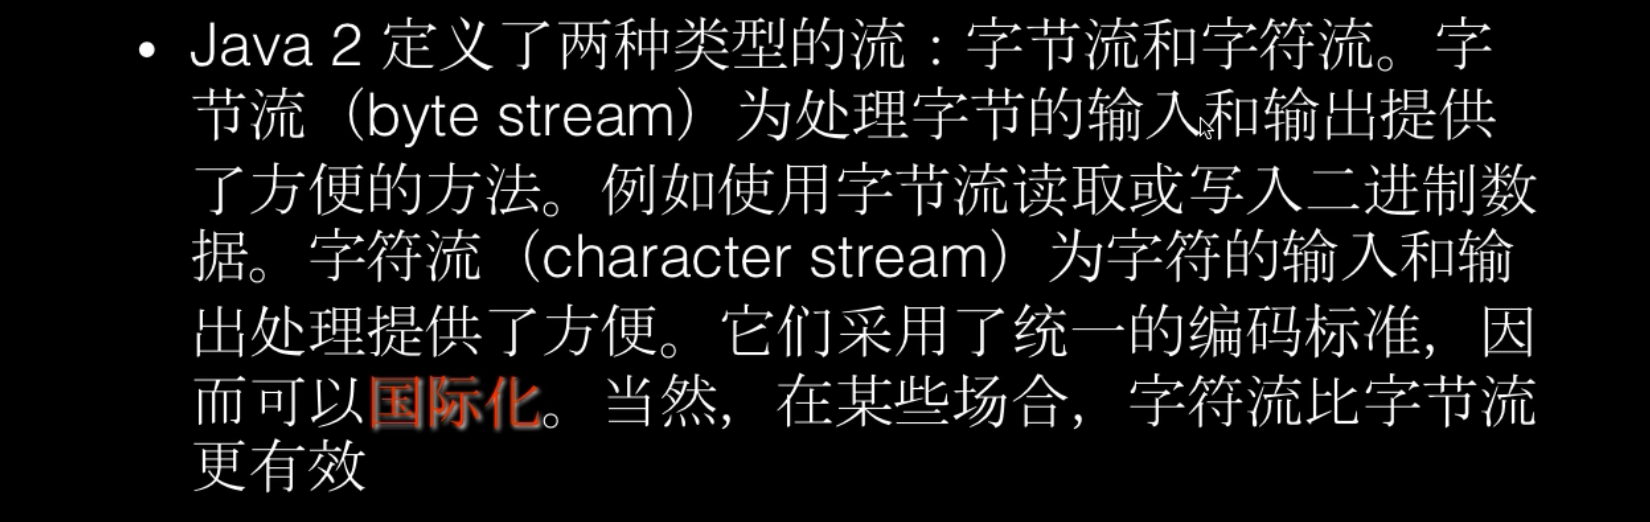 • Java 2 定义了两种类型的流：字节流和字符流。字
节流（byte stream）为处理字节的输入和输出提供
了方便的方法。例如使用字节流读取或写入二进制数
据。字符流（character stream）为字符的输入和输
出处理提供了方便。它们采用了统一的编码标准，因
而可以国际化。当然，在某些场合，字符流比字节流
更有效